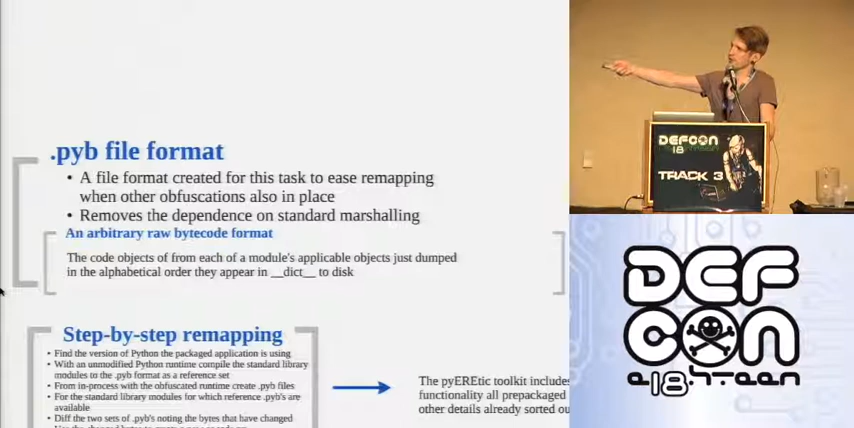 .pyb file format
• A file format created for this task to ease remapping
when other obfuscations also in place
• Removes the dependence on standard marshalling
An arbitrary raw bytecode format
The code objects of from each of a module's applicable objects just dumped
in the alphabetical order they appear in __dict__ to disk
Step-by-step remapping
• Find the version of Python the packaged application is using
• With an unmodified Python runtime compile the standard library
modules to the .pyb format as a reference set
• From in-process with the obfuscated runtime create .pyb files
• For the standard library modules for which reference .pyb's are
available
• Diff the two sets of .pyb's noting the bytes that have changed
The pyEREtic toolkit includes
functionality all prepackaged
other details already sorted ou
DEFCON
18
TRACK 3
DEF
CON
e18hteen